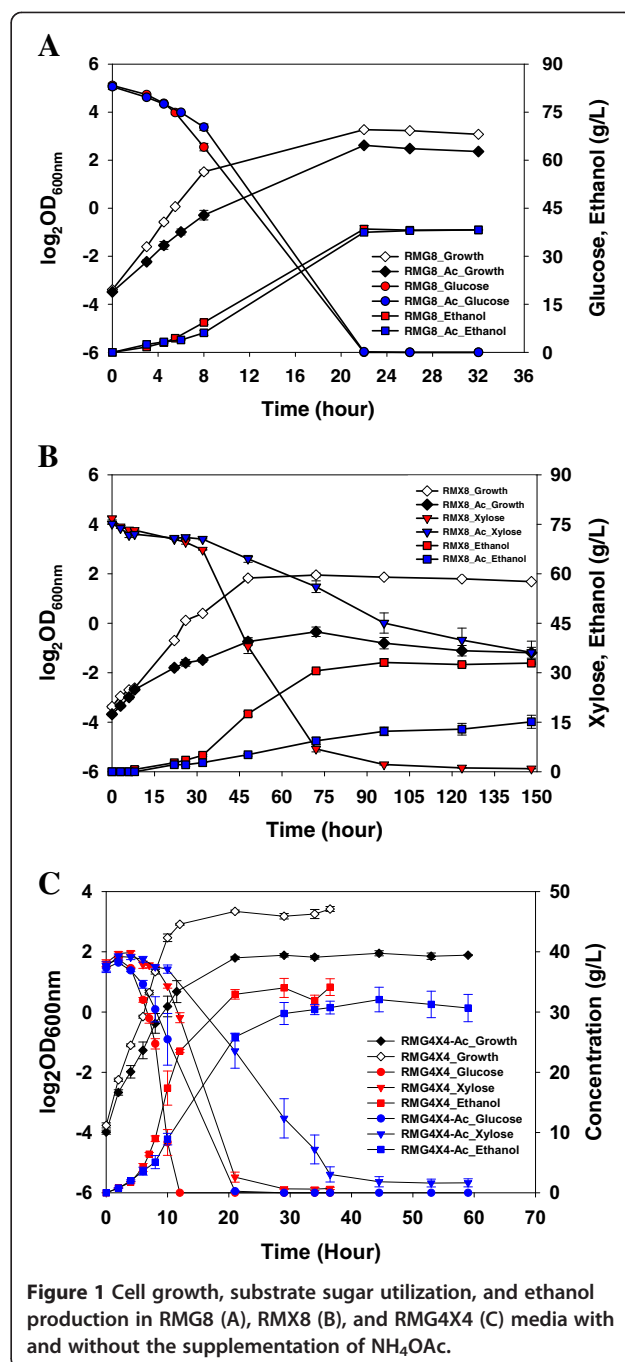 A
log₂OD₆₀₀nm
6
4
2
0
-2
-4
-6
90
75
60
45
30
15
0
Glucose, Ethanol (g/L)
RMG8_Growth
RMG8_Ac_Growth
RMG8_Glucose
RMG8_Ac_Glucose
RMG8_Ethanol
RMG8_Ac_Ethanol
0 4 8 12 16 20 24 28 32 36
Time (hour)
B
log₂OD₆₀₀nm
6
4
2
0
-2
-4
-6
90
75
60
45
30
15
0
Xylose, Ethanol (g/L)
RMX8_Growth
RMX8_Ac_Growth
RMX8_Xylose
RMX8_Ac_Xylose
RMX8_Ethanol
RMX8_Ac_Ethanol
0 15 30 45 60 75 90 105 120 135 150
Time (hour)
C
log2OD600nm
4
2
0
-2
-4
-6
50
40
30
20
10
0
Concentration (g/L)
RMG4X4-Ac_Growth
RMG4X4_Growth
RMG4X4_Glucose
RMG4X4_Xylose
RMG4X4_Ethanol
RMG4X4-Ac_Glucose
RMG4X4-Ac_Xylose
RMG4X4-Ac_Ethanol
0 10 20 30 40 50 60 70
Time (Hour)
Figure 1 Cell growth, substrate sugar utilization, and ethanol
production in RMG8 (A), RMX8 (B), and RMG4X4 (C) media with
and without the supplementation of NH₄OAc.